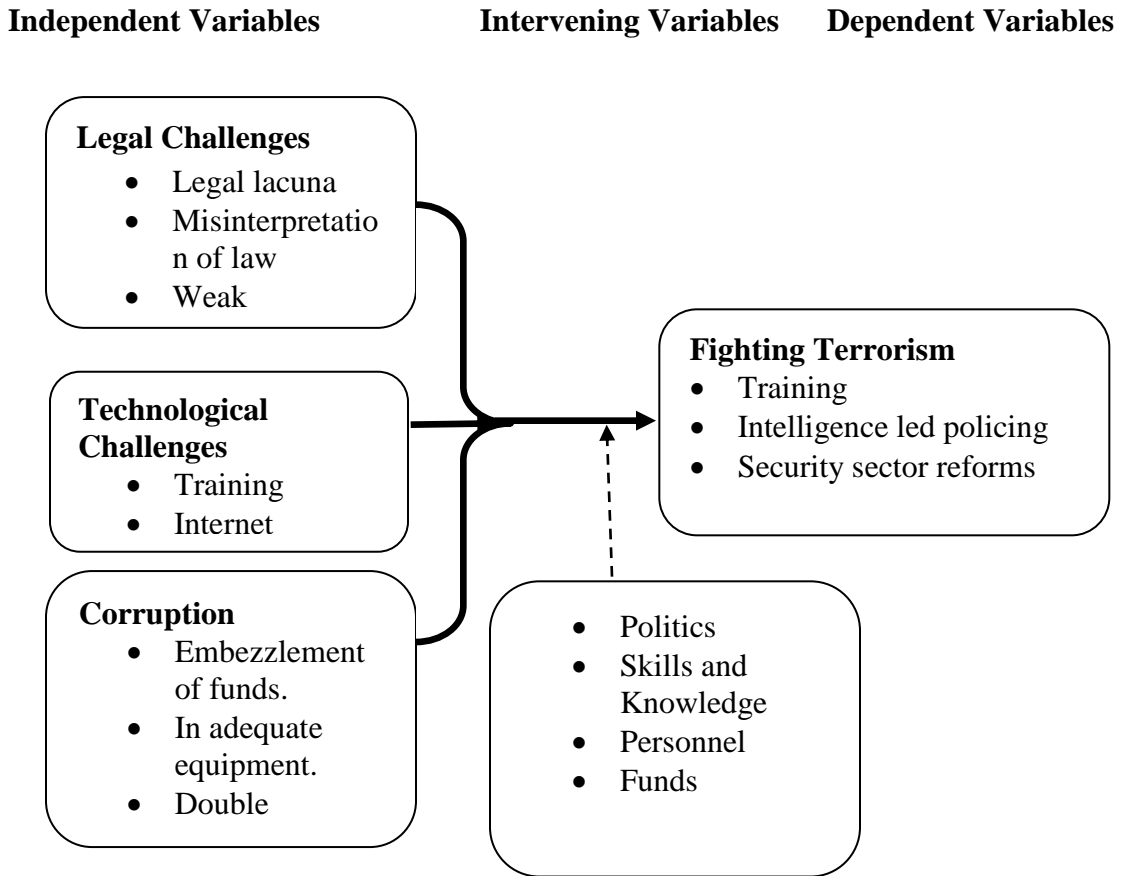 Independent Variables
Intervening Variables
Dependent Variables
Legal Challenges
• Legal lacuna
• Misinterpretatio
n of law
• Weak
Technological
Challenges
• Training
• Internet
Corruption
• Embezzlement
of funds.
• In adequate
equipment.
• Double
Politics
• Skills and
Knowledge
• Personnel
• Funds
Fighting Terrorism
• Training
• Intelligence led policing
• Security sector reforms